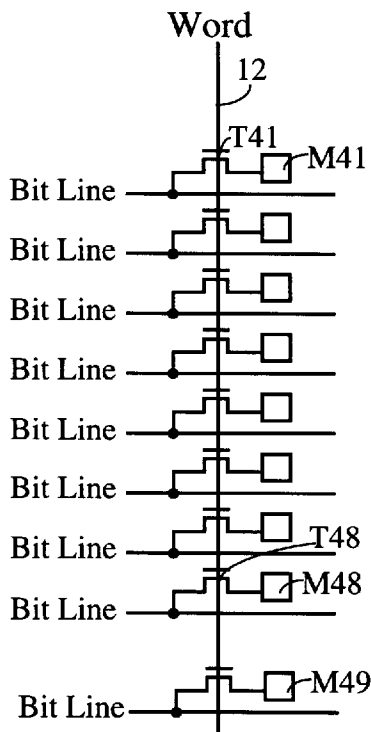 Word
12
T41
M41
Bit Line
Bit Line
Bit Line
Bit Line
Bit Line
Bit Line
Bit Line
T48
M48
Bit Line
M49
Bit Line